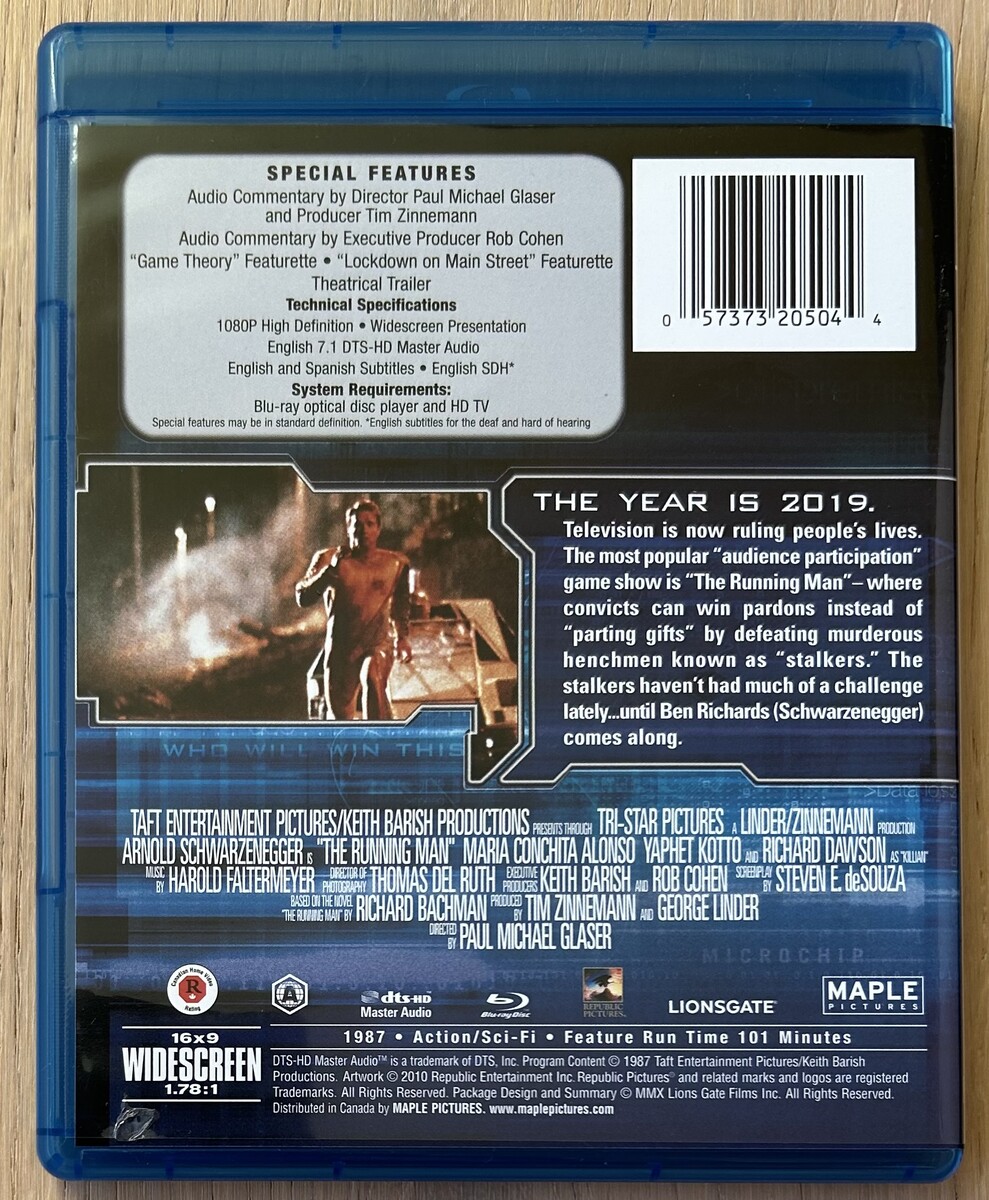 SPECIAL FEATURES
Audio Commentary by Director Paul Michael Glaser
and Producer Tim Zinnemann
Audio Commentary by Executive Producer Rob Cohen
“Game Theory” Featurette • “Lockdown on Main Street” Featurette
Theatrical Trailer
Technical Specifications
1080P High Definition • Widescreen Presentation
English 7.1 DTS-HD Master Audio
English and Spanish Subtitles • English SDH*
System Requirements:
Blu-ray optical disc player and HD TV
Special features may be in standard definition. *English subtitles for the deaf and hard of hearing
0 57373 20504 4
THE YEAR IS 2019.
Television is now ruling people’s lives.
The most popular “audience participation”
game show is “The Running Man”– where
convicts can win pardons instead of
“parting gifts” by defeating murderous
henchmen known as “stalkers.” The
stalkers haven’t had much of a challenge
lately...until Ben Richards (Schwarzenegger)
comes along.
WHO WILL WIN THIS
>Data
TAFT ENTERTAINMENT PICTURES/KEITH BARISH PRODUCTIONS PRESENTS THROUGH TRI-STAR PICTURES A LINDER/ZINNEMANN PRODUCTION
ARNOLD SCHWARZENEGGER IS "THE RUNNING MAN" MARIA CONCHITA ALONSO YAPHET KOTTO AND RICHARD DAWSON AS "KILLIAN"
MUSIC BY HAROLD FALTERMEYER DIRECTOR OF PHOTOGRAPHY THOMAS DEL RUTH EXECUTIVE PRODUCERS KEITH BARISH AND ROB COHEN SCREENPLAY BY STEVEN E. deSOUZA
BASED ON THE NOVEL "THE RUNNING MAN" BY RICHARD BACHMAN PRODUCED BY TIM ZINNEMANN AND GEORGE LINDER
DIRECTED BY PAUL MICHAEL GLASER
MICROCHIP
Canadian Home Video
R
Rating
A
dts-HD
Master Audio
Blu-ray Disc
REPUBLIC
PICTURES.
LIONSGATE
MAPLE
PICTURES
16x9
WIDESCREEN
1.78:1
1987 • Action/Sci-Fi • Feature Run Time 101 Minutes
DTS-HD Master Audio™ is a trademark of DTS, Inc. Program Content © 1987 Taft Entertainment Pictures/Keith Barish
Productions. Artwork © 2010 Republic Entertainment Inc. Republic Pictures® and related marks and logos are registered
Trademarks. All Rights Reserved. Package Design and Summary © MMX Lions Gate Films Inc. All Rights Reserved.
Distributed in Canada by MAPLE PICTURES. www.maplepictures.com